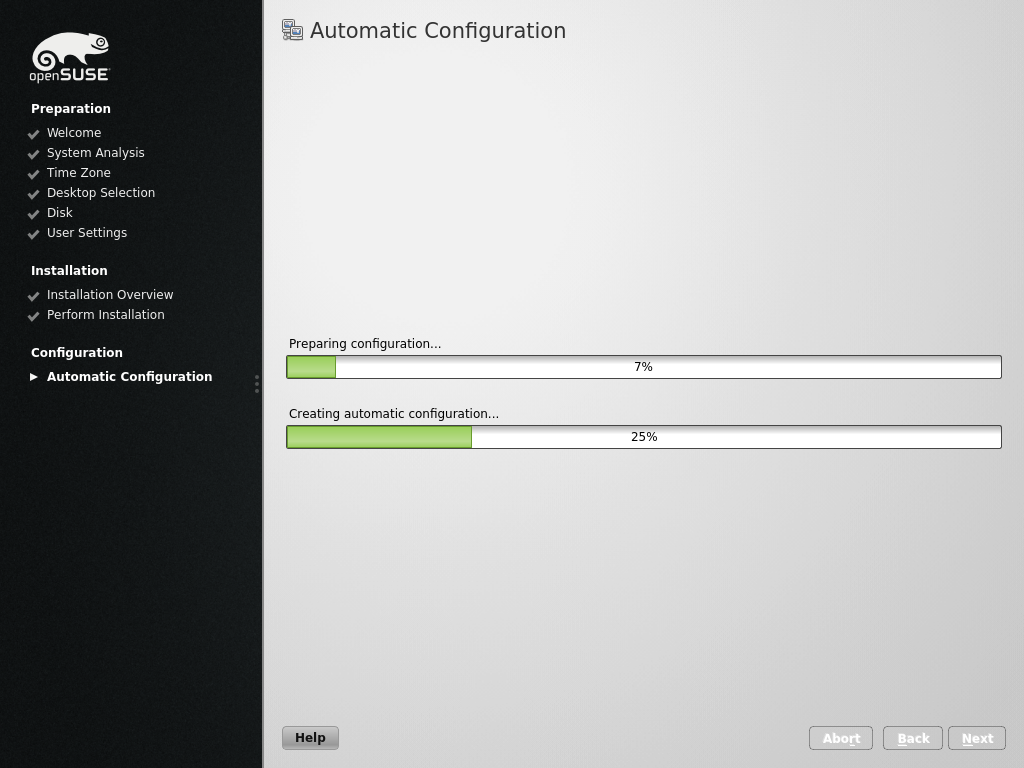 openSUSE
Preparation
Welcome
System Analysis
Time Zone
Desktop Selection
Disk
User Settings
Installation
Installation Overview
Perform Installation
Configuration
Automatic Configuration
Automatic Configuration
Preparing configuration...
7%
Creating automatic configuration...
25%
Help
Abort
Back
Next